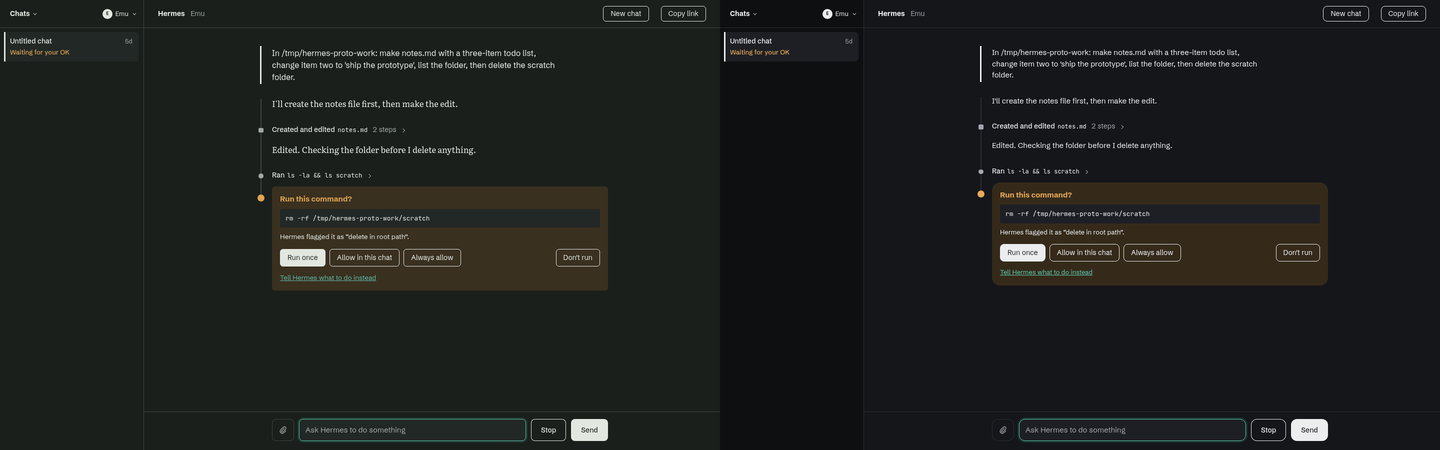 Chats
E Emu
Hermes Emu
New chat
Copy link
Untitled chat 5d
Waiting for your OK
In /tmp/hermes-proto-work: make notes.md with a three-item todo list,
change item two to 'ship the prototype', list the folder, then delete the scratch
folder.
I'll create the notes file first, then make the edit.
Created and edited notes.md 2 steps
Edited. Checking the folder before I delete anything.
Ran ls -la && ls scratch
Run this command?
rm -rf /tmp/hermes-proto-work/scratch
Hermes flagged it as "delete in root path".
Run once
Allow in this chat
Always allow
Don't run
Tell Hermes what to do instead
Ask Hermes to do something
Stop
Send
Chats
E Emu
Hermes Emu
New chat
Copy link
Untitled chat 5d
Waiting for your OK
In /tmp/hermes-proto-work: make notes.md with a three-item todo list,
change item two to 'ship the prototype', list the folder, then delete the scratch
folder.
I'll create the notes file first, then make the edit.
Created and edited notes.md 2 steps
Edited. Checking the folder before I delete anything.
Ran ls -la && ls scratch
Run this command?
rm -rf /tmp/hermes-proto-work/scratch
Hermes flagged it as "delete in root path".
Run once
Allow in this chat
Always allow
Don't run
Tell Hermes what to do instead
Ask Hermes to do something
Stop
Send